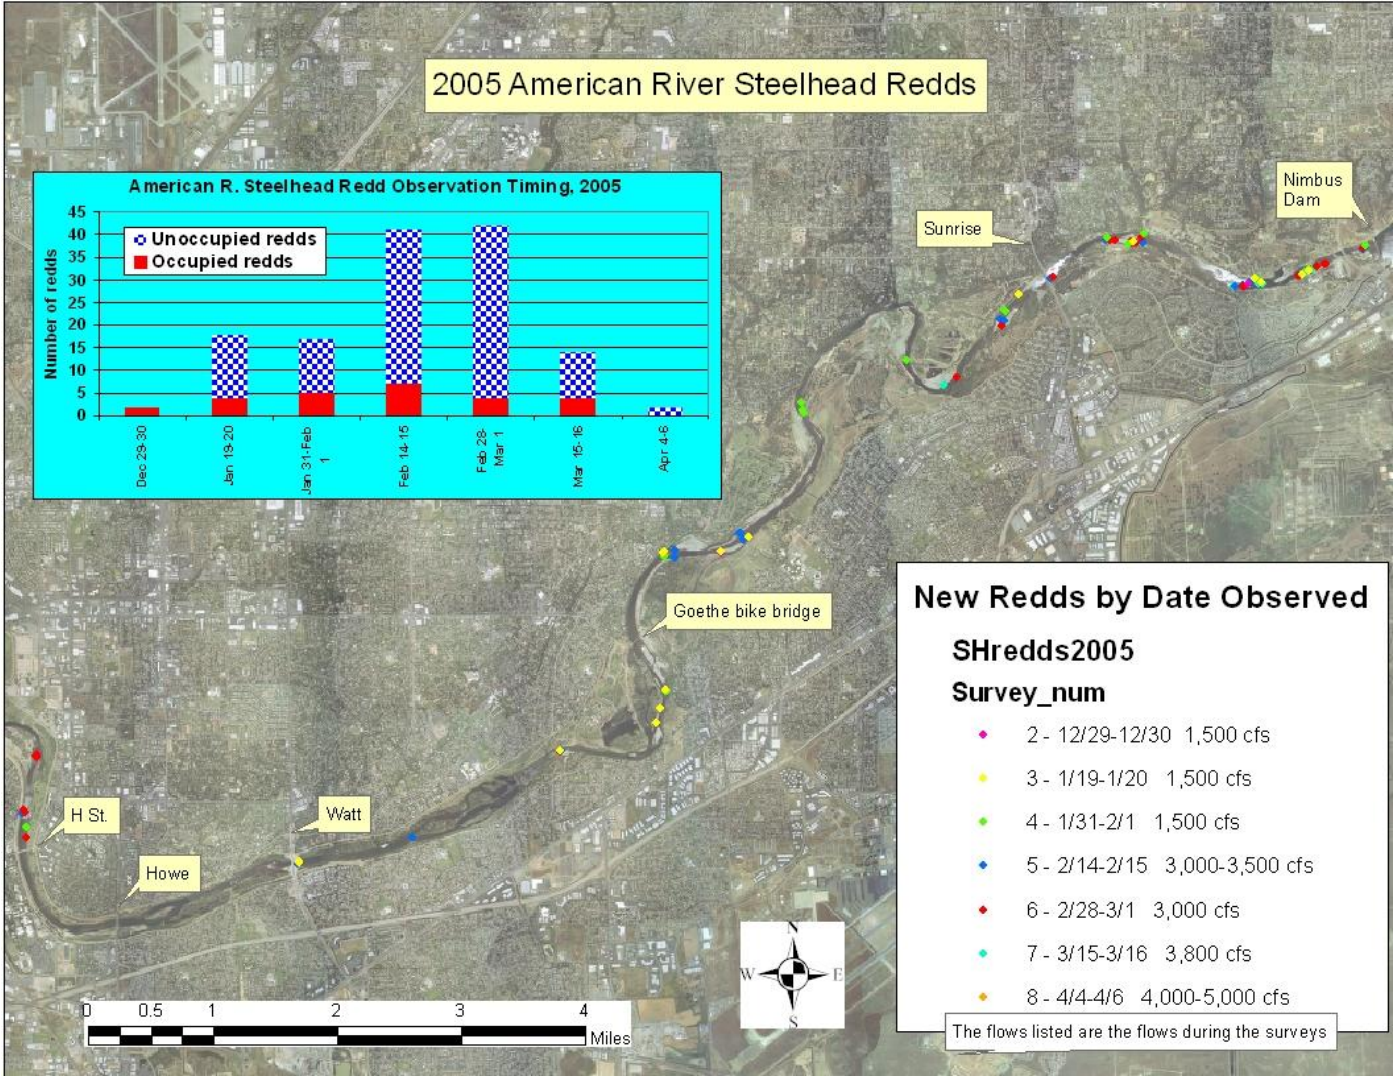 2005 American River Steelhead Redds
American R. Steelhead Redd Observation Timing, 2005
Number of redds
45
40
35
30
25
20
15
10
5
0
Unoccupied redds
Occupied redds
Dec 29-30
Jan 19-20
Jan 31-Feb
1
Feb 14-15
Feb 28-
Mar 1
Mar 15-16
Apr 4-6
Nimbus
Dam
Sunrise
Goethe bike bridge
Watt
H St.
Howe
New Redds by Date Observed
SHredds2005
Survey_num
2 - 12/29-12/30 1,500 cfs
3 - 1/19-1/20 1,500 cfs
4 - 1/31-2/1 1,500 cfs
5 - 2/14-2/15 3,000-3,500 cfs
6 - 2/28-3/1 3,000 cfs
7 - 3/15-3/16 3,800 cfs
8 - 4/4-4/6 4,000-5,000 cfs
The flows listed are the flows during the surveys
N
W E
S
0 0.5 1 2 3 4
Miles